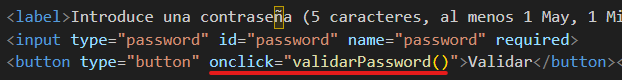 <label>Introduce una contraseña (5 caracteres, al menos 1 May, 1 Mi
<input type="password" id="password" name="password" required>
<button type="button" onclick="validarPassword()">Validar</button>